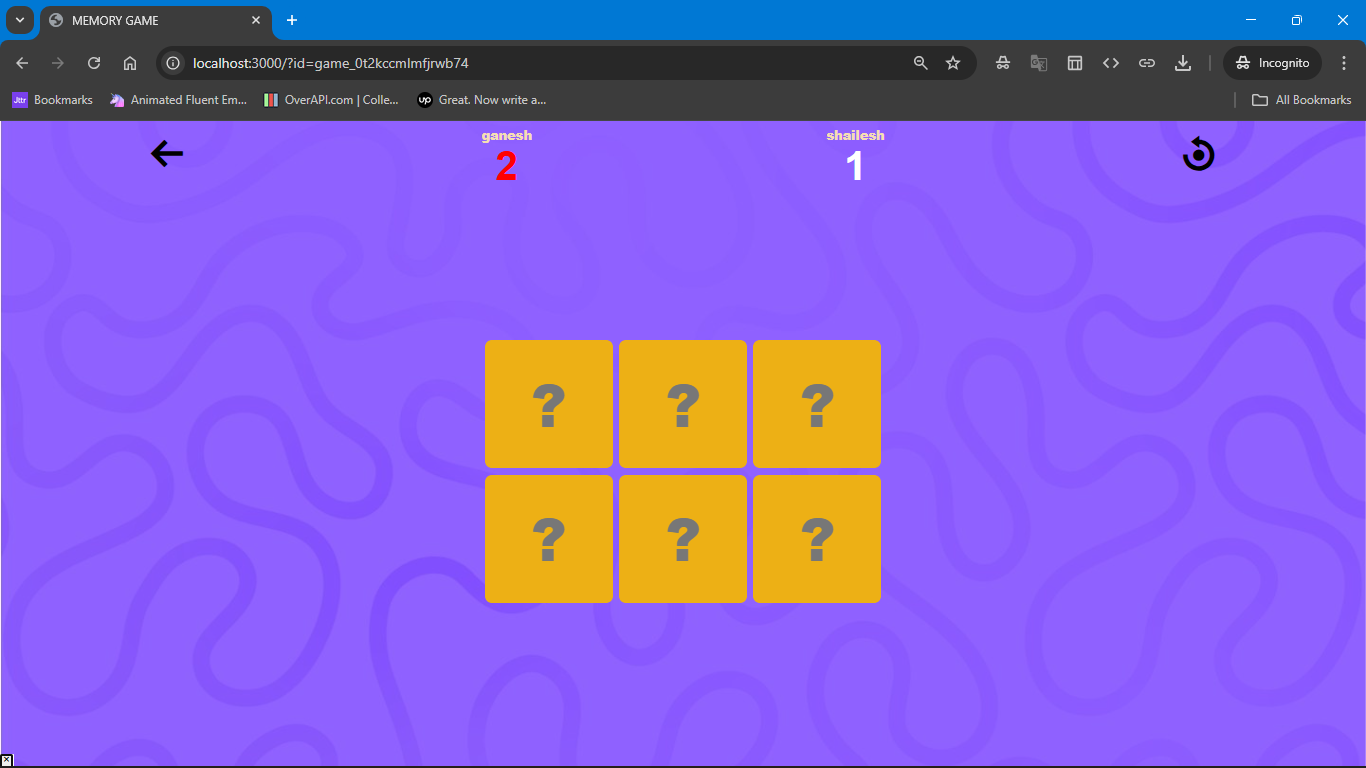 MEMORY GAME
localhost:3000/?id=game_0t2kccmlmfjrwb74
Incognito
Jttr Bookmarks
Animated Fluent Em...
OverAPI.com | Colle...
up Great. Now write a...
All Bookmarks
ganesh shailesh
2 1
? ? ?
? ? ?